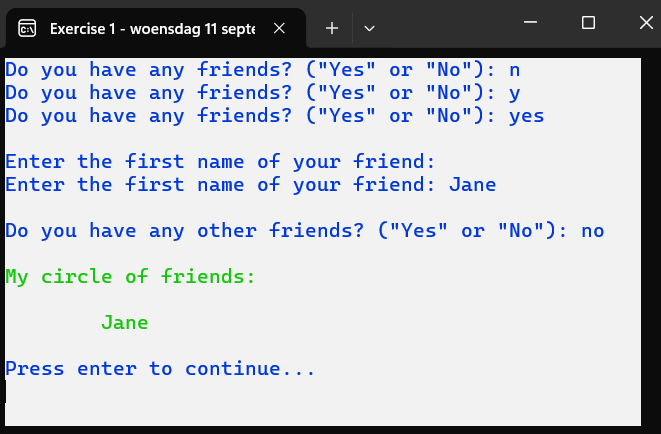 Exercise 1 - woensdag 11 septe
Do you have any friends? ("Yes" or "No"): n
Do you have any friends? ("Yes" or "No"): y
Do you have any friends? ("Yes" or "No"): yes
Enter the first name of your friend:
Enter the first name of your friend: Jane
Do you have any other friends? ("Yes" or "No"): no
My circle of friends:
Jane
Press enter to continue...